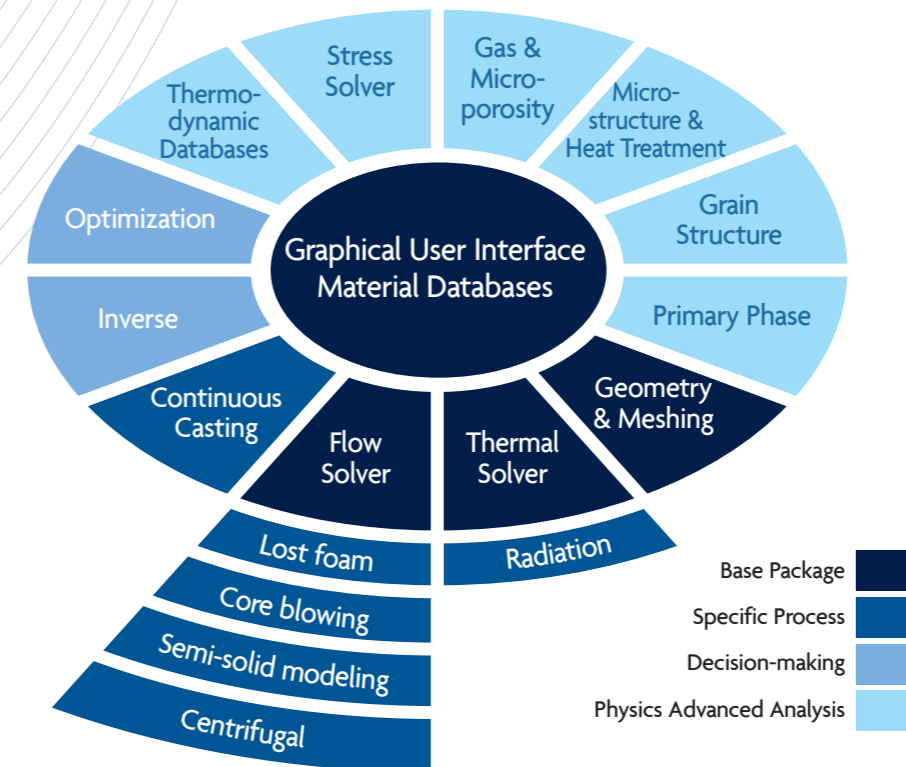 Stress
Solver
Gas &
Micro-
porosity
Thermo-
dynamic
Databases
Micro-
structure &
Heat Treatment
Optimization
Grain
Structure
Graphical User Interface
Material Databases
Inverse
Primary Phase
Continuous
Casting
Flow
Solver
Thermal
Solver
Geometry
& Meshing
Lost foam
Radiation
Core blowing
Semi-solid modeling
Centrifugal
Base Package
Specific Process
Decision-making
Physics Advanced Analysis